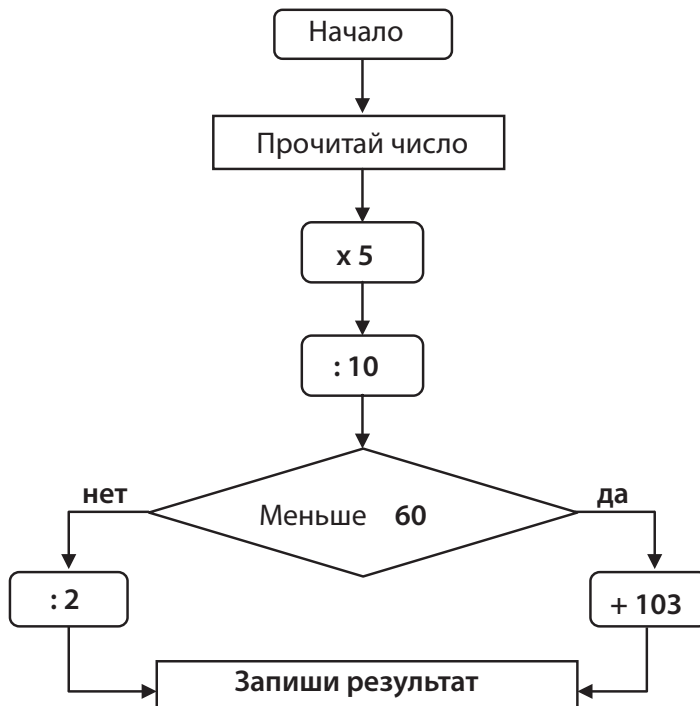 Начало
Прочитай число
x 5
: 10
нет
Меньше 60
да
: 2
+ 103
Запиши результат